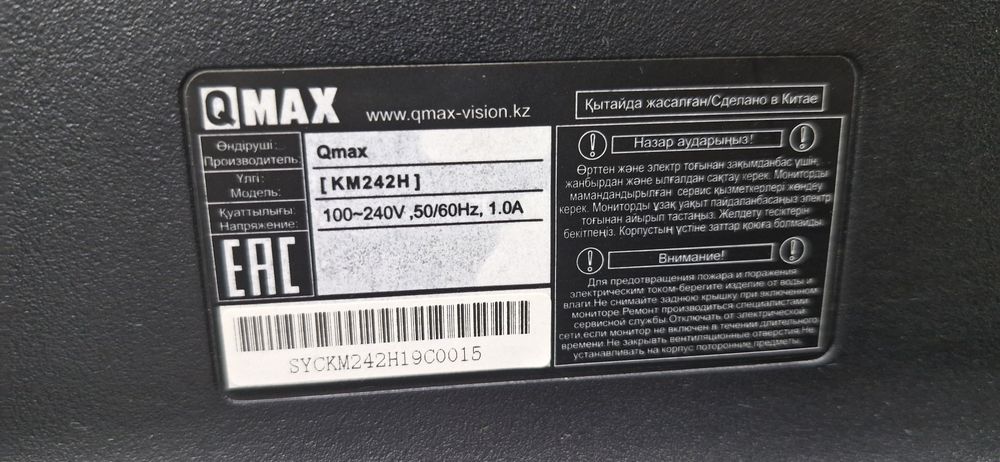 QMAX www.qmax-vision.kz
Қытайда жасалған/Сделано в Китае
Өндіруші:
Производитель:
Qmax
Үлгі:
Модель:
[ KM242H ]
Қуаттылығы:
Напряжение:
100~240V ,50/60Hz, 1.0A
EAC
SYCKM242H19C0015
Назар аударыңыз!
Өрттен және электр тоғынан зақымданбас үшін,
жанбырдан және ылғалдан сақтау керек. Мониторды
мамандандырылған сервис қызметкерлері жөндеу
керек. Мониторды ұзақ уақыт пайдаланбасаңыз электр
тоғынан айырып тастаңыз. Желдету тесіктерін
бекітпеңіз. Корпустың үстіне заттар қоюға болмайды.
Внимание!
Для предотвращения пожара и поражения
электрическим током-берегите изделие от воды и
влаги.Не снимайте заднюю крышку при включенном
мониторе Ремонт производиться специалистами
сервисной службы.Отключать от электрической
сети,если монитор не включен в течении длительного
времени.Не закрывать вентиляционные отверстия. Не
устанавливать на корпус поторонние предметы.